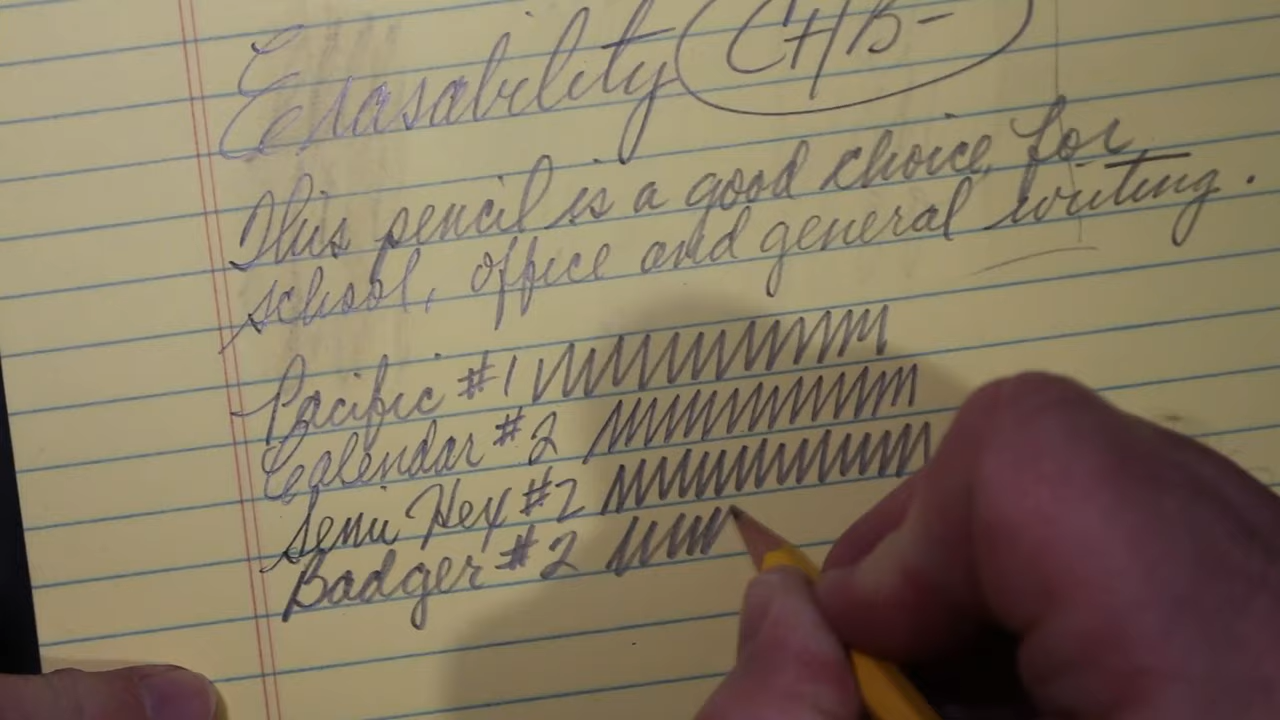 Erasability
This pencil is a good choice for
school, office and general writing.
Pacific #1
Calendar #2
Semi Hex #2
Badger #2